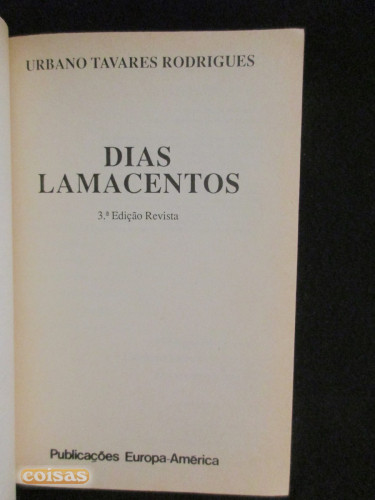 URBANO TAVARES RODRIGUES
DIAS
LAMACENTOS
3.ª Edição Revista
Publicações Europa-América
coisas